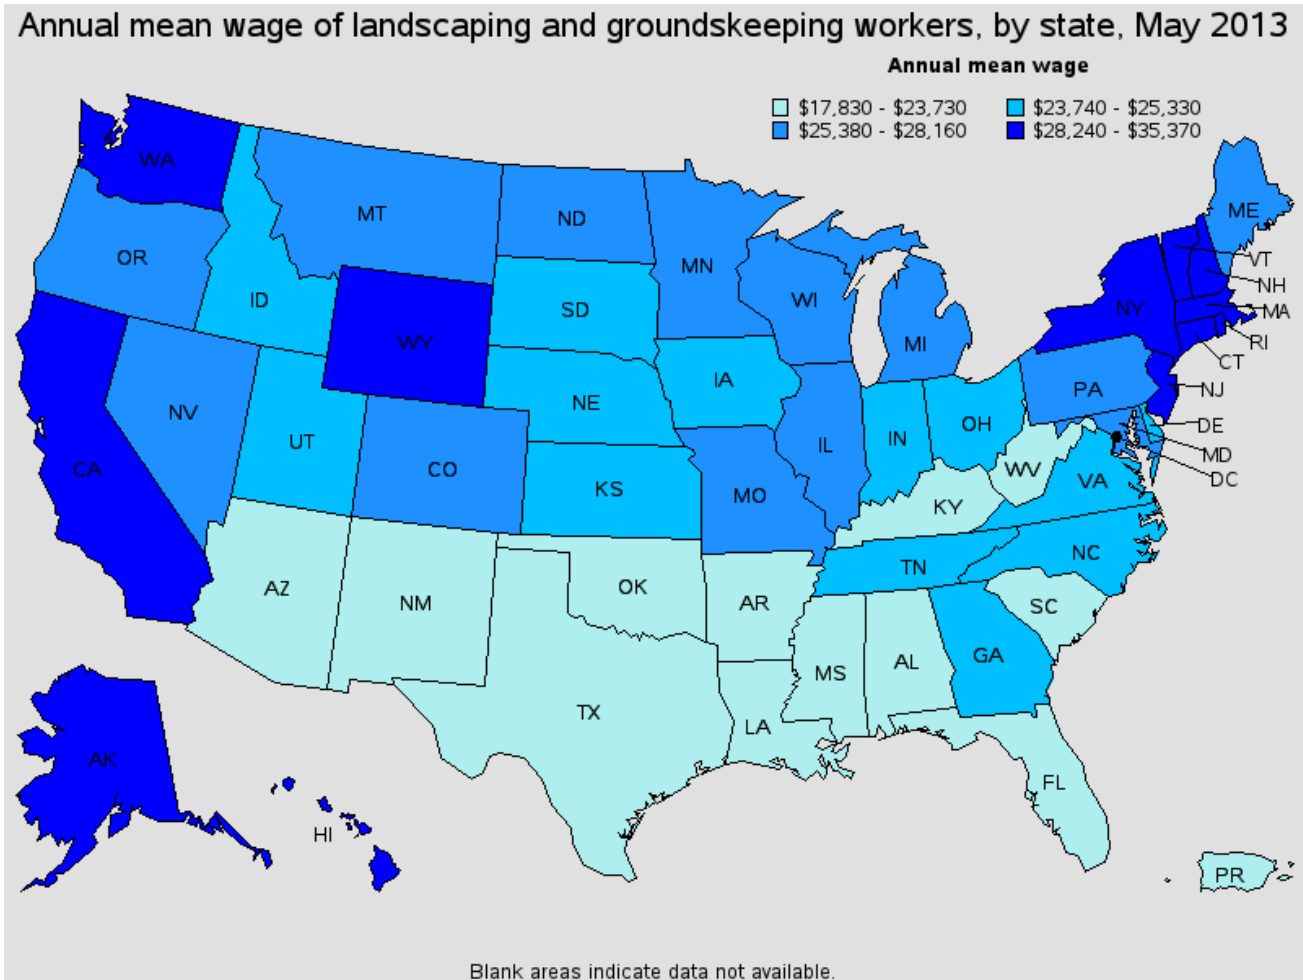 Annual mean wage of landscaping and groundskeeping workers, by state, May 2013
Annual mean wage
$17,830 - $23,730
$23,740 - $25,330
$25,380 - $28,160
$28,240 - $35,370
WA
MT
ND
MN
ME
OR
ID
SD
WI
MI
NY
VT
NH
MA
RI
CT
WY
IA
NE
PA
NJ
NV
UT
CO
IL
IN
OH
DE
MD
DC
CA
KS
MO
WV
VA
KY
AZ
NM
OK
AR
TN
NC
SC
MS
AL
GA
TX
LA
FL
AK
HI
PR
Blank areas indicate data not available.